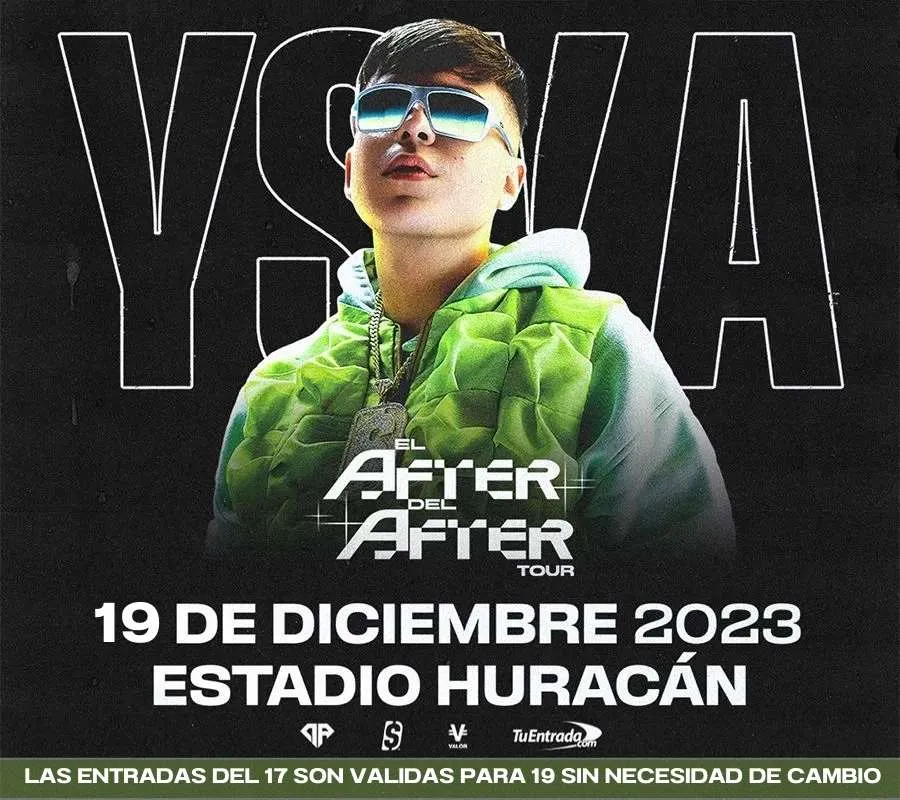 YSYA
EL
AFTER
DEL
AFTER
TOUR
19 DE DICIEMBRE 2023
ESTADIO HURACÁN
VALOR
TuEntrada
.com
LAS ENTRADAS DEL 17 SON VALIDAS PARA 19 SIN NECESIDAD DE CAMBIO